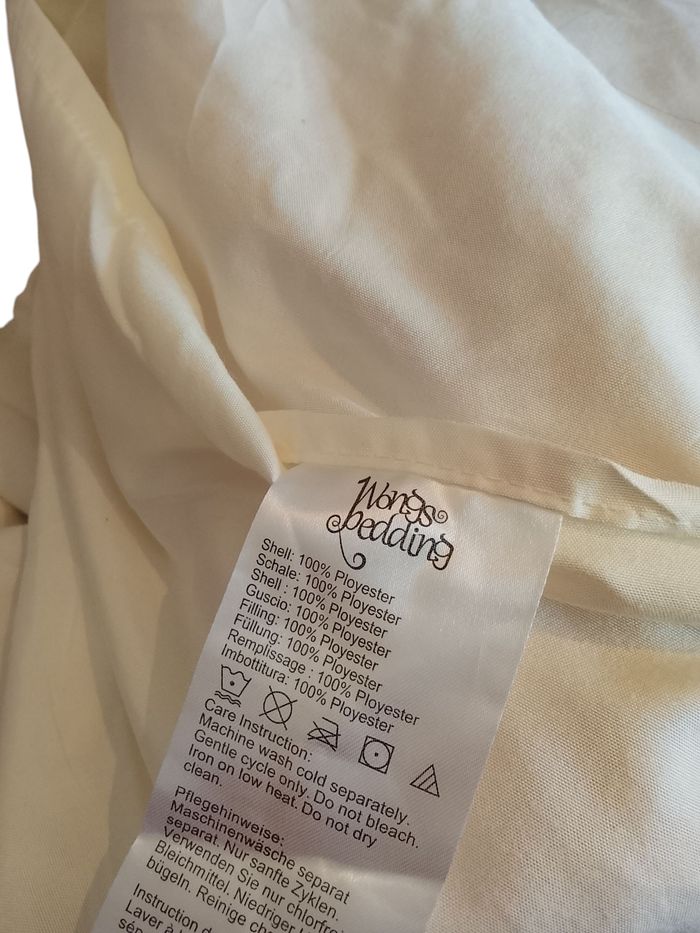 Wongs
bedding
Shell: 100% Ployester
Schale: 100% Ployester
Shell : 100% Ployester
Guscio: 100% Ployester
Filling: 100% Ployester
Füllung: 100% Ployester
Remplissage : 100% Ployester
Imbottitura: 100% Ployester
Care Instruction:
Machine wash cold separately.
Gentle cycle only. Do not bleach.
Iron on low heat. Do not dry
clean.
Pflegehinweise:
Maschinenwäsche separat
separat. Nur sanfte Zyklen.
Verwenden Sie nur chlorfrei
Bleichmittel. Niedriger
bügeln. Reinige
Instruction
Laver à